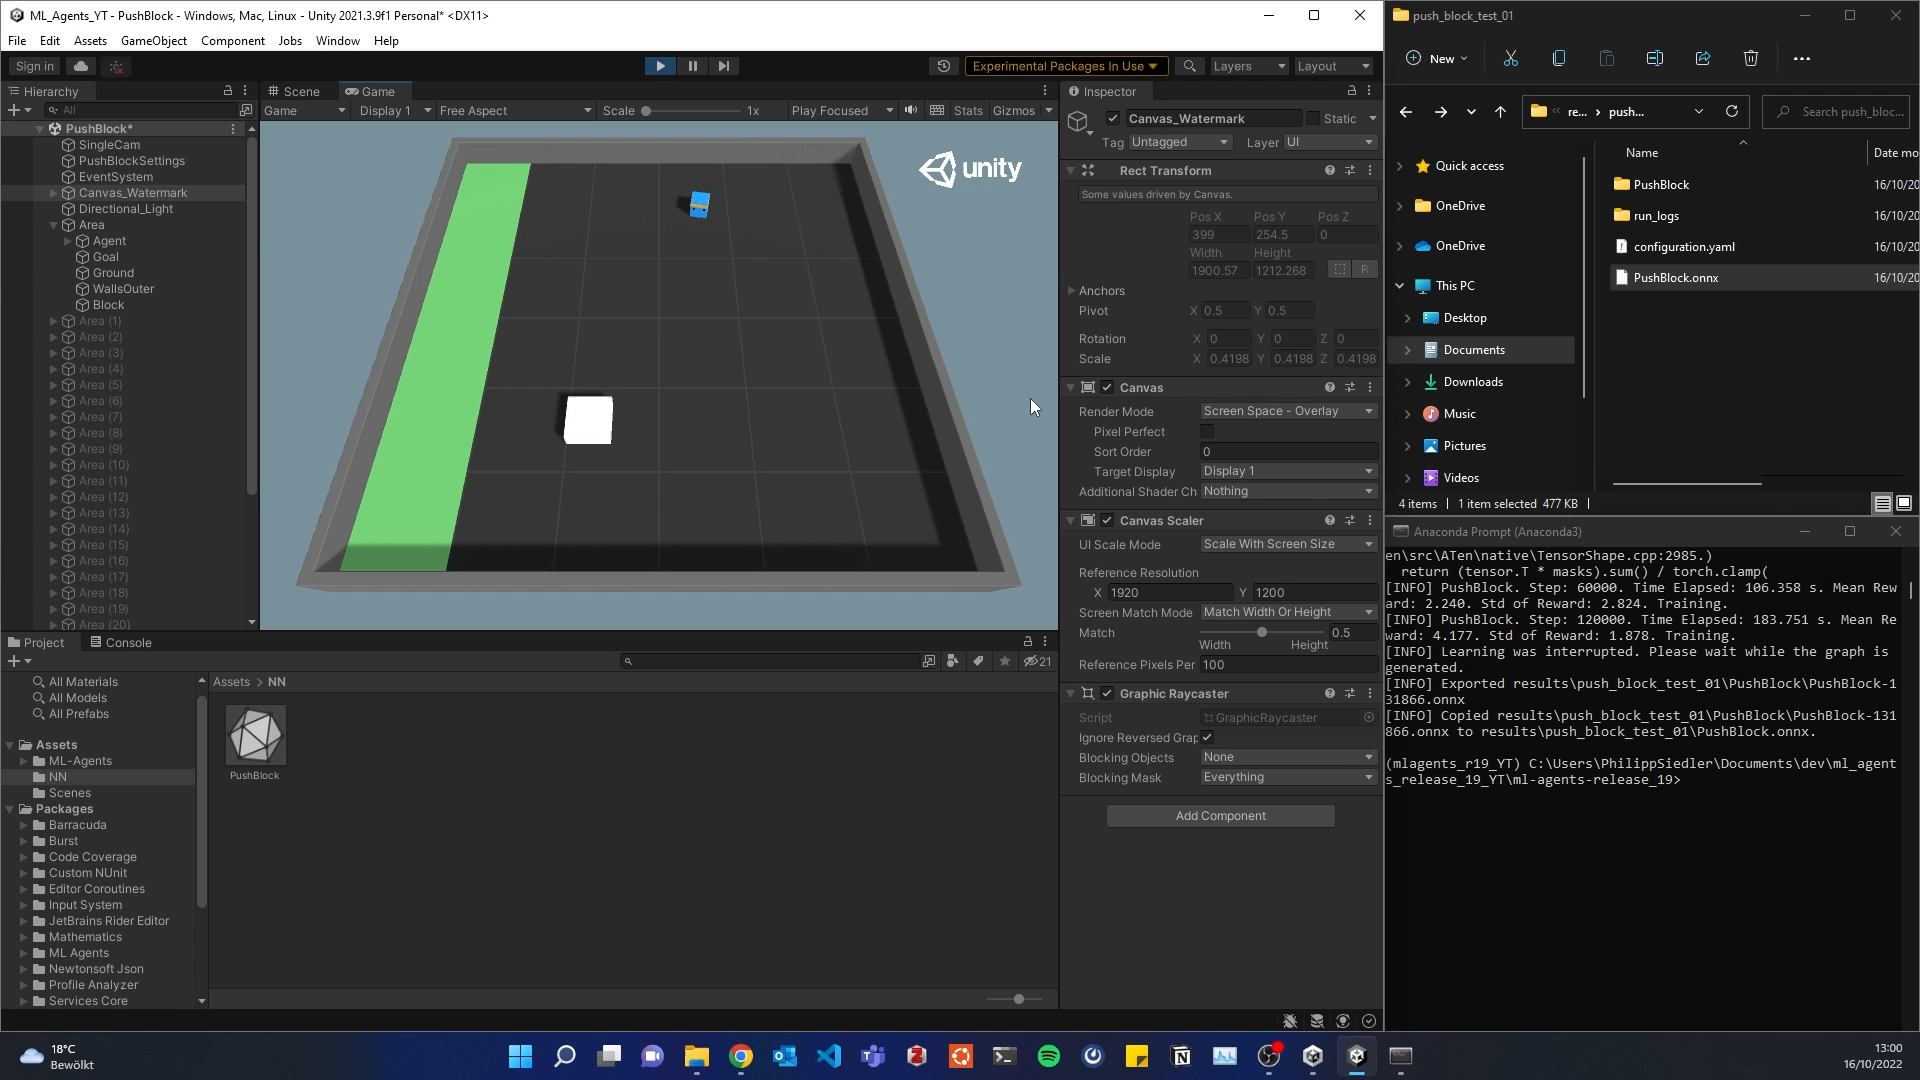 ML_Agents_YT - PushBlock - Windows, Mac, Linux - Unity 2021.3.9f1 Personal* <DX11>
File Edit Assets GameObject Component Jobs Window Help
Sign in
Experimental Packages In Use
Layers
Layout
Hierarchy
All
PushBlock*
SingleCam
PushBlockSettings
EventSystem
Canvas_Watermark
Directional_Light
Area
Agent
Goal
Ground
WallsOuter
Block
Area (1)
Area (2)
Area (3)
Area (4)
Area (5)
Area (6)
Area (7)
Area (8)
Area (9)
Area (10)
Area (11)
Area (12)
Area (13)
Area (14)
Area (15)
Area (16)
Area (17)
Area (18)
Area (19)
Area (20)
Scene Game
Game Display 1 Free Aspect Scale 1x Play Focused Stats Gizmos
unity
Inspector
Canvas_Watermark Static
Tag Untagged Layer UI
Rect Transform
Some values driven by Canvas.
Pos X Pos Y Pos Z
399 254.5 0
Width Height
1900.57 1212.268 R
Anchors
Pivot X 0.5 Y 0.5
Rotation X 0 Y 0 Z 0
Scale X 0.4198 Y 0.4198 Z 0.4198
Canvas
Render Mode Screen Space - Overlay
Pixel Perfect
Sort Order 0
Target Display Display 1
Additional Shader Ch Nothing
Canvas Scaler
UI Scale Mode Scale With Screen Size
Reference Resolution
X 1920 Y 1200
Screen Match Mode Match Width Or Height
Match 0.5
Width Height
Reference Pixels Per 100
Graphic Raycaster
Script GraphicRaycaster
Ignore Reversed Grap
Blocking Objects None
Blocking Mask Everything
Add Component
Project Console
21
All Materials
All Models
All Prefabs
Assets
ML-Agents
NN
Scenes
Packages
Barracuda
Burst
Code Coverage
Custom NUnit
Editor Coroutines
Input System
JetBrains Rider Editor
Mathematics
ML Agents
Newtonsoft Json
Profile Analyzer
Services Core
Assets > NN
PushBlock
push_block_test_01
New
re... push...
Search push_bloc...
Quick access
OneDrive
OneDrive
This PC
Desktop
Documents
Downloads
Music
Pictures
Videos
Name Date mo
PushBlock 16/10/20
run_logs 16/10/20
configuration.yaml 16/10/20
PushBlock.onnx 16/10/20
4 items 1 item selected 477 KB
Anaconda Prompt (Anaconda3)
en\src\ATen\native\TensorShape.cpp:2985.)
return (tensor.T * masks).sum() / torch.clamp(
[INFO] PushBlock. Step: 60000. Time Elapsed: 106.358 s. Mean Rew
ard: 2.240. Std of Reward: 2.824. Training.
[INFO] PushBlock. Step: 120000. Time Elapsed: 183.751 s. Mean Re
ward: 4.177. Std of Reward: 1.878. Training.
[INFO] Learning was interrupted. Please wait while the graph is
generated.
[INFO] Exported results\push_block_test_01\PushBlock\PushBlock-1
31866.onnx
[INFO] Copied results\push_block_test_01\PushBlock\PushBlock-131
866.onnx to results\push_block_test_01\PushBlock.onnx.
(mlagents_r19_YT) C:\Users\PhilippSiedler\Documents\dev\ml_agent
s_release_19_YT\ml-agents-release_19>
18°C
Bewölkt
13:00
16/10/2022